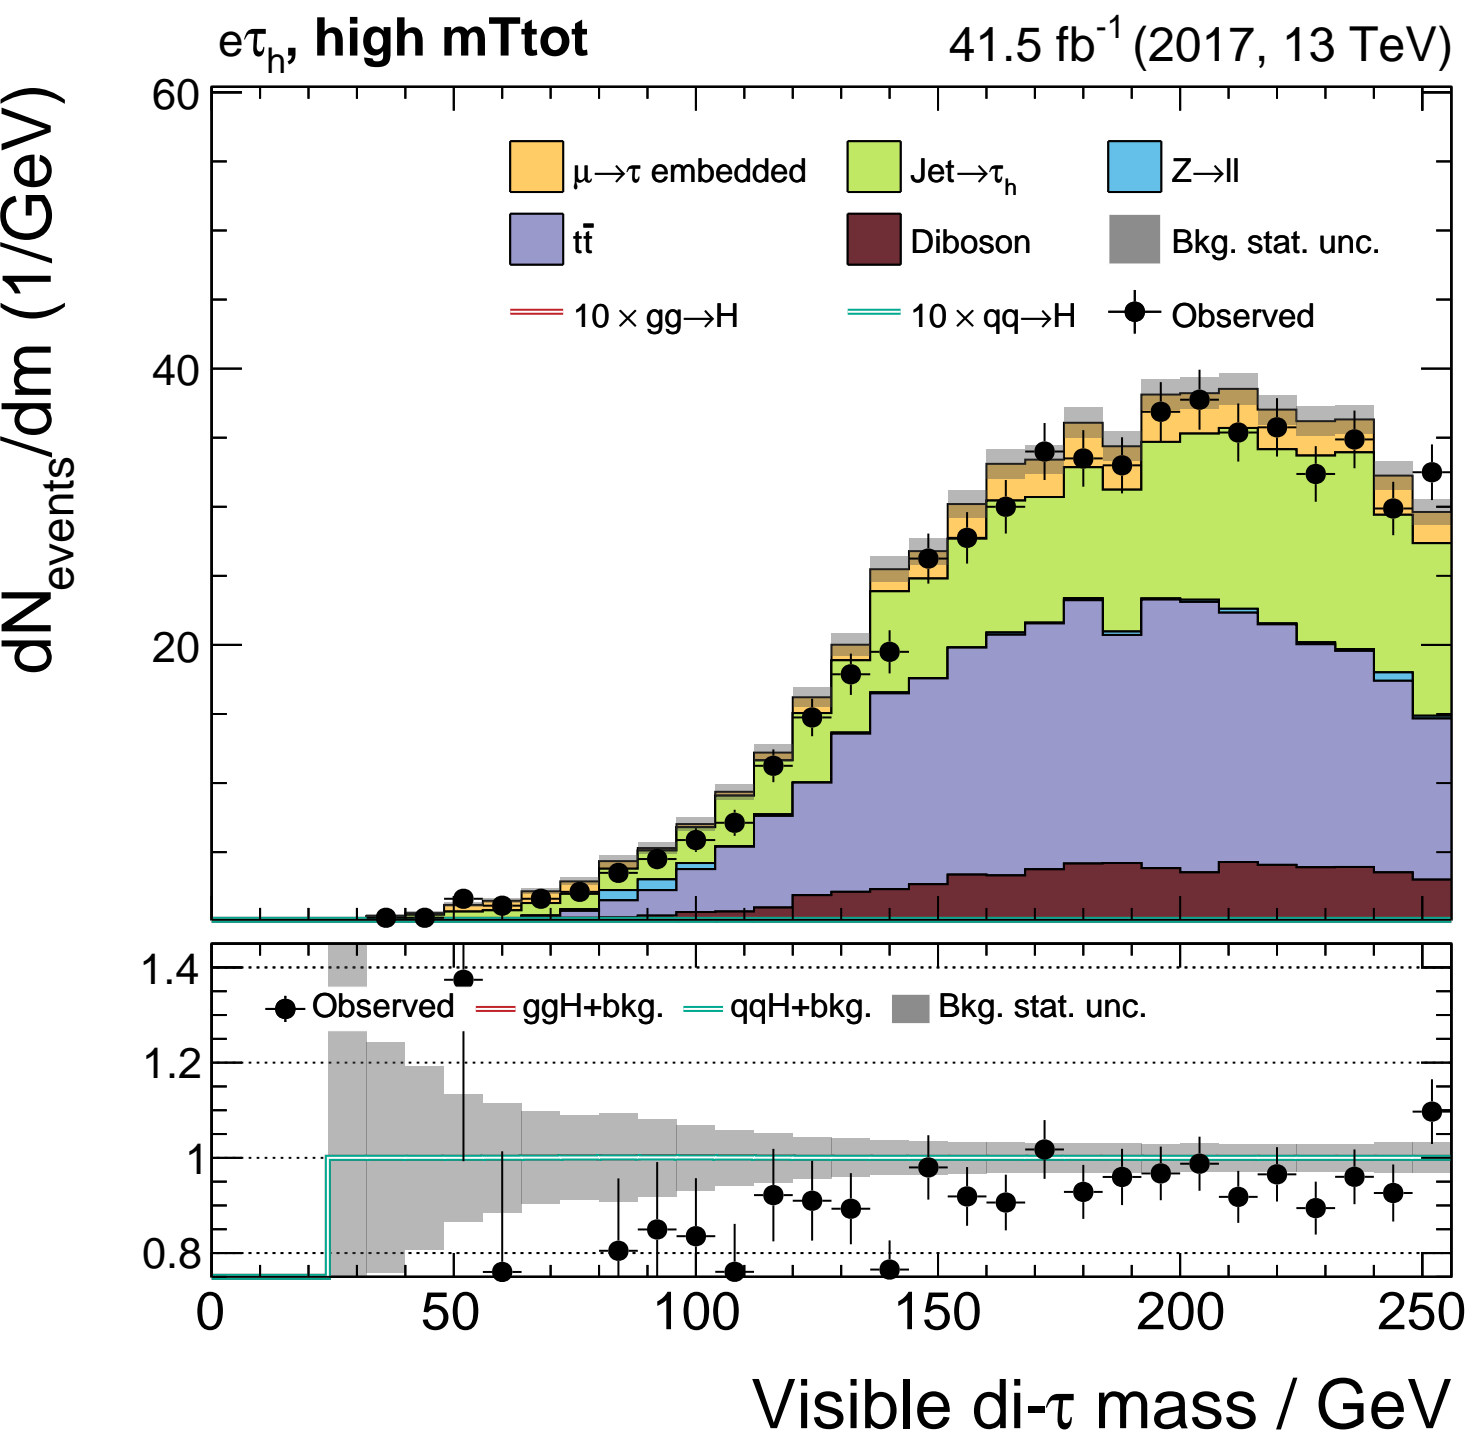 eτh, high mTtot 41.5 fb-1 (2017, 13 TeV)
dNevents/dm (1/GeV)
60
μ→τ embedded Jet→τh Z→ll
tt̄ Diboson Bkg. stat. unc.
10 × gg→H 10 × qq→H Observed
40
20
1.4
Observed ggH+bkg. qqH+bkg. Bkg. stat. unc.
1.2
1
0.8
0 50 100 150 200 250
Visible di-τ mass / GeV